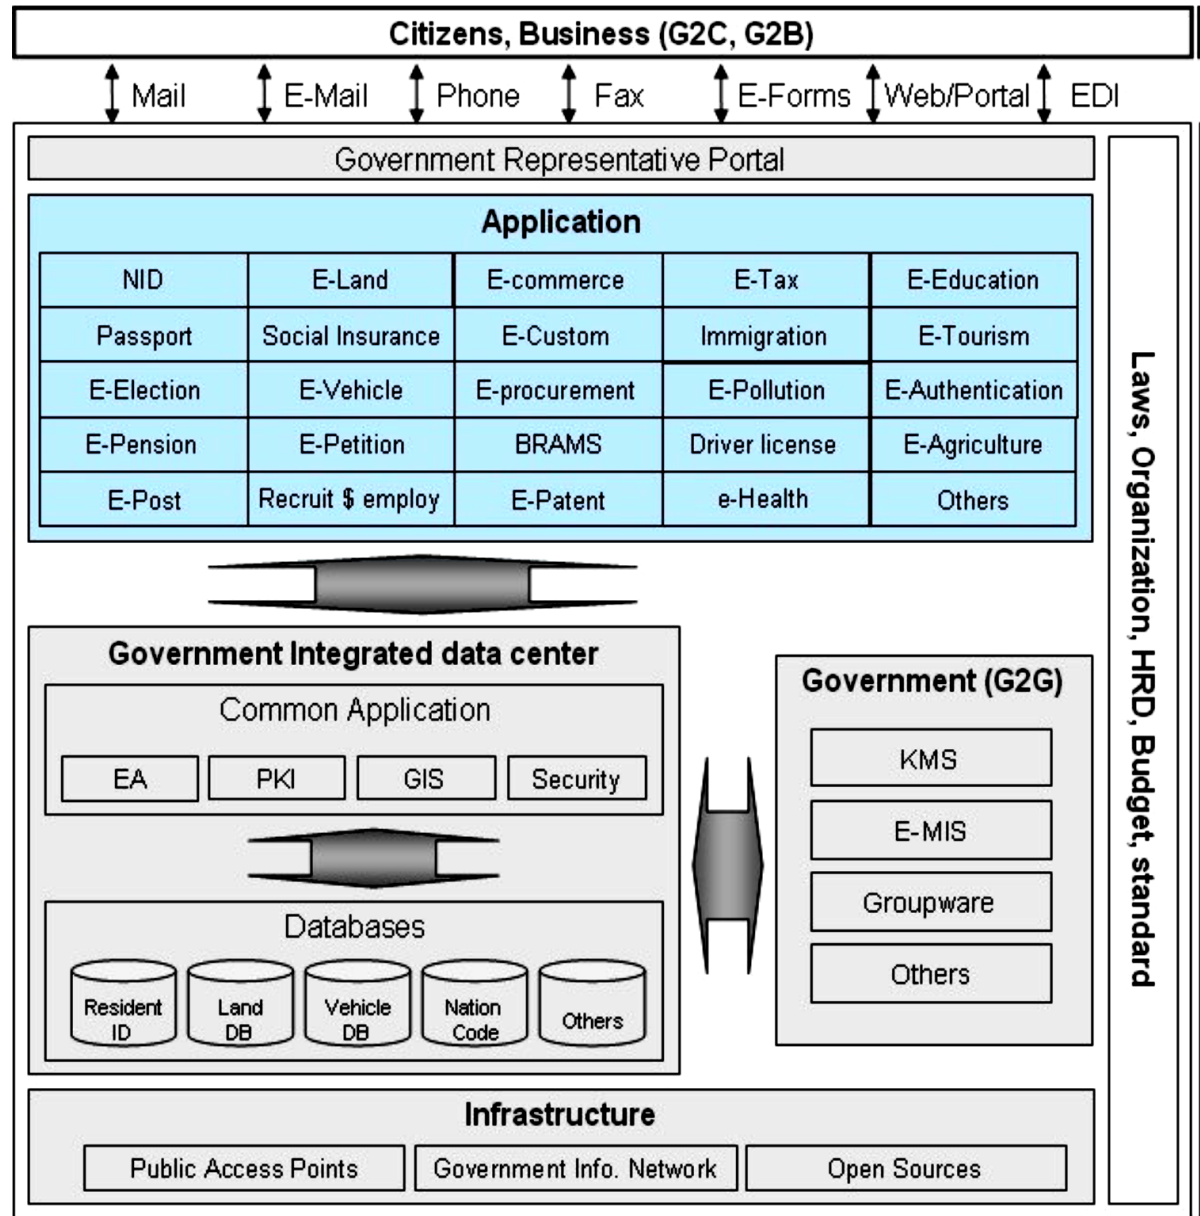 Citizens, Business (G2C, G2B)
Mail E-Mail Phone Fax E-Forms Web/Portal EDI
Government Representative Portal
Application
NID E-Land E-commerce E-Tax E-Education
Passport Social Insurance E-Custom Immigration E-Tourism
E-Election E-Vehicle E-procurement E-Pollution E-Authentication
E-Pension E-Petition BRAMS Driver license E-Agriculture
E-Post Recruit $ employ E-Patent e-Health Others
Government Integrated data center
Common Application
EA PKI GIS Security
Databases
Resident
ID
Land
DB
Vehicle
DB
Nation
Code
Others
Government (G2G)
KMS
E-MIS
Groupware
Others
Infrastructure
Public Access Points Government Info. Network Open Sources
Laws, Organization, HRD, Budget, standard